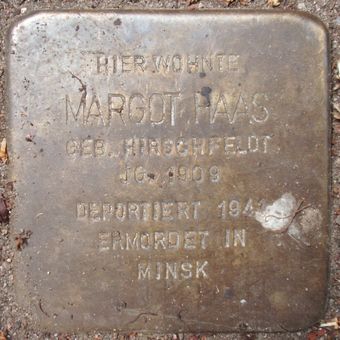 HIER WOHNTE
MARGOT HAAS
GEB. HIRSCHFELDT
JG. 1909
DEPORTIERT
ERMORDET IN
MINSK